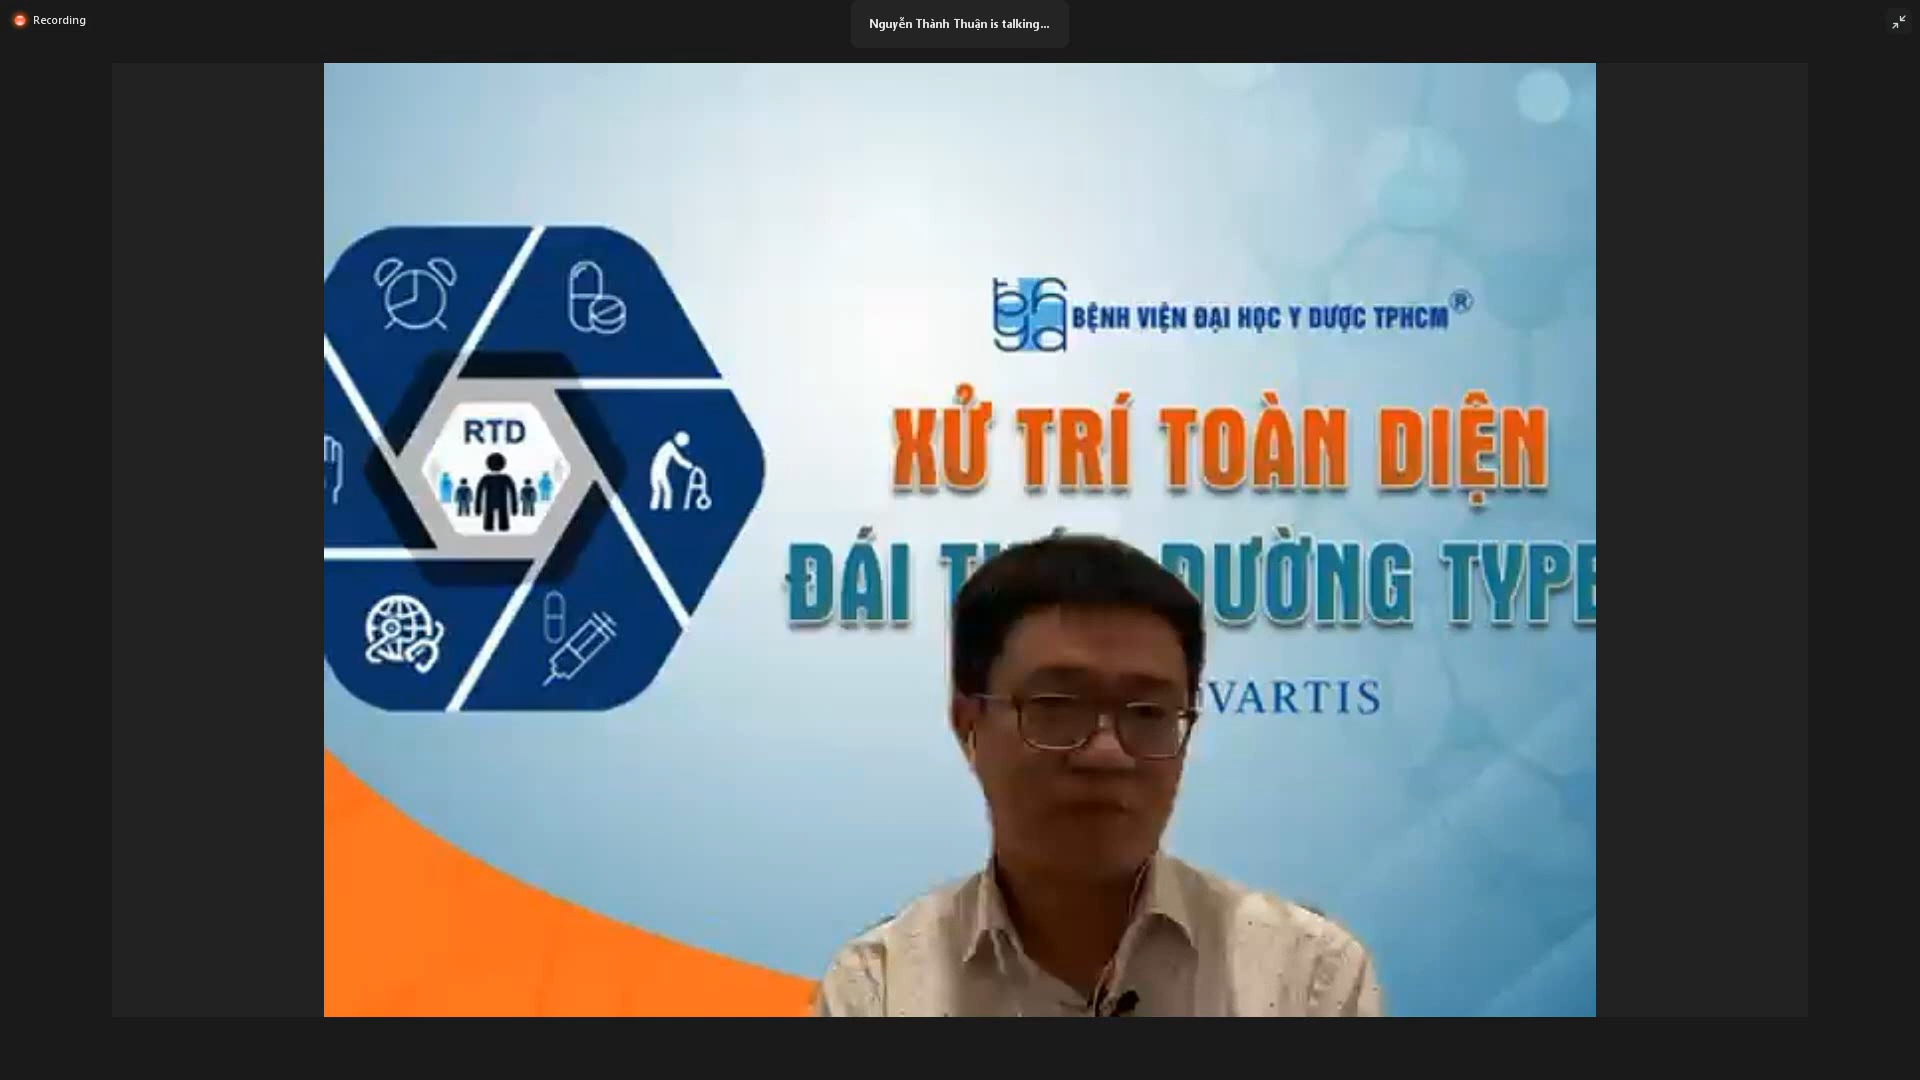 Recording
Nguyễn Thành Thuận is talking...
RTD
BỆNH VIỆN ĐẠI HỌC Y DƯỢC TPHCM®
XỬ TRÍ TOÀN DIỆN
ĐÁI DƯỜNG TYPE
VARTIS